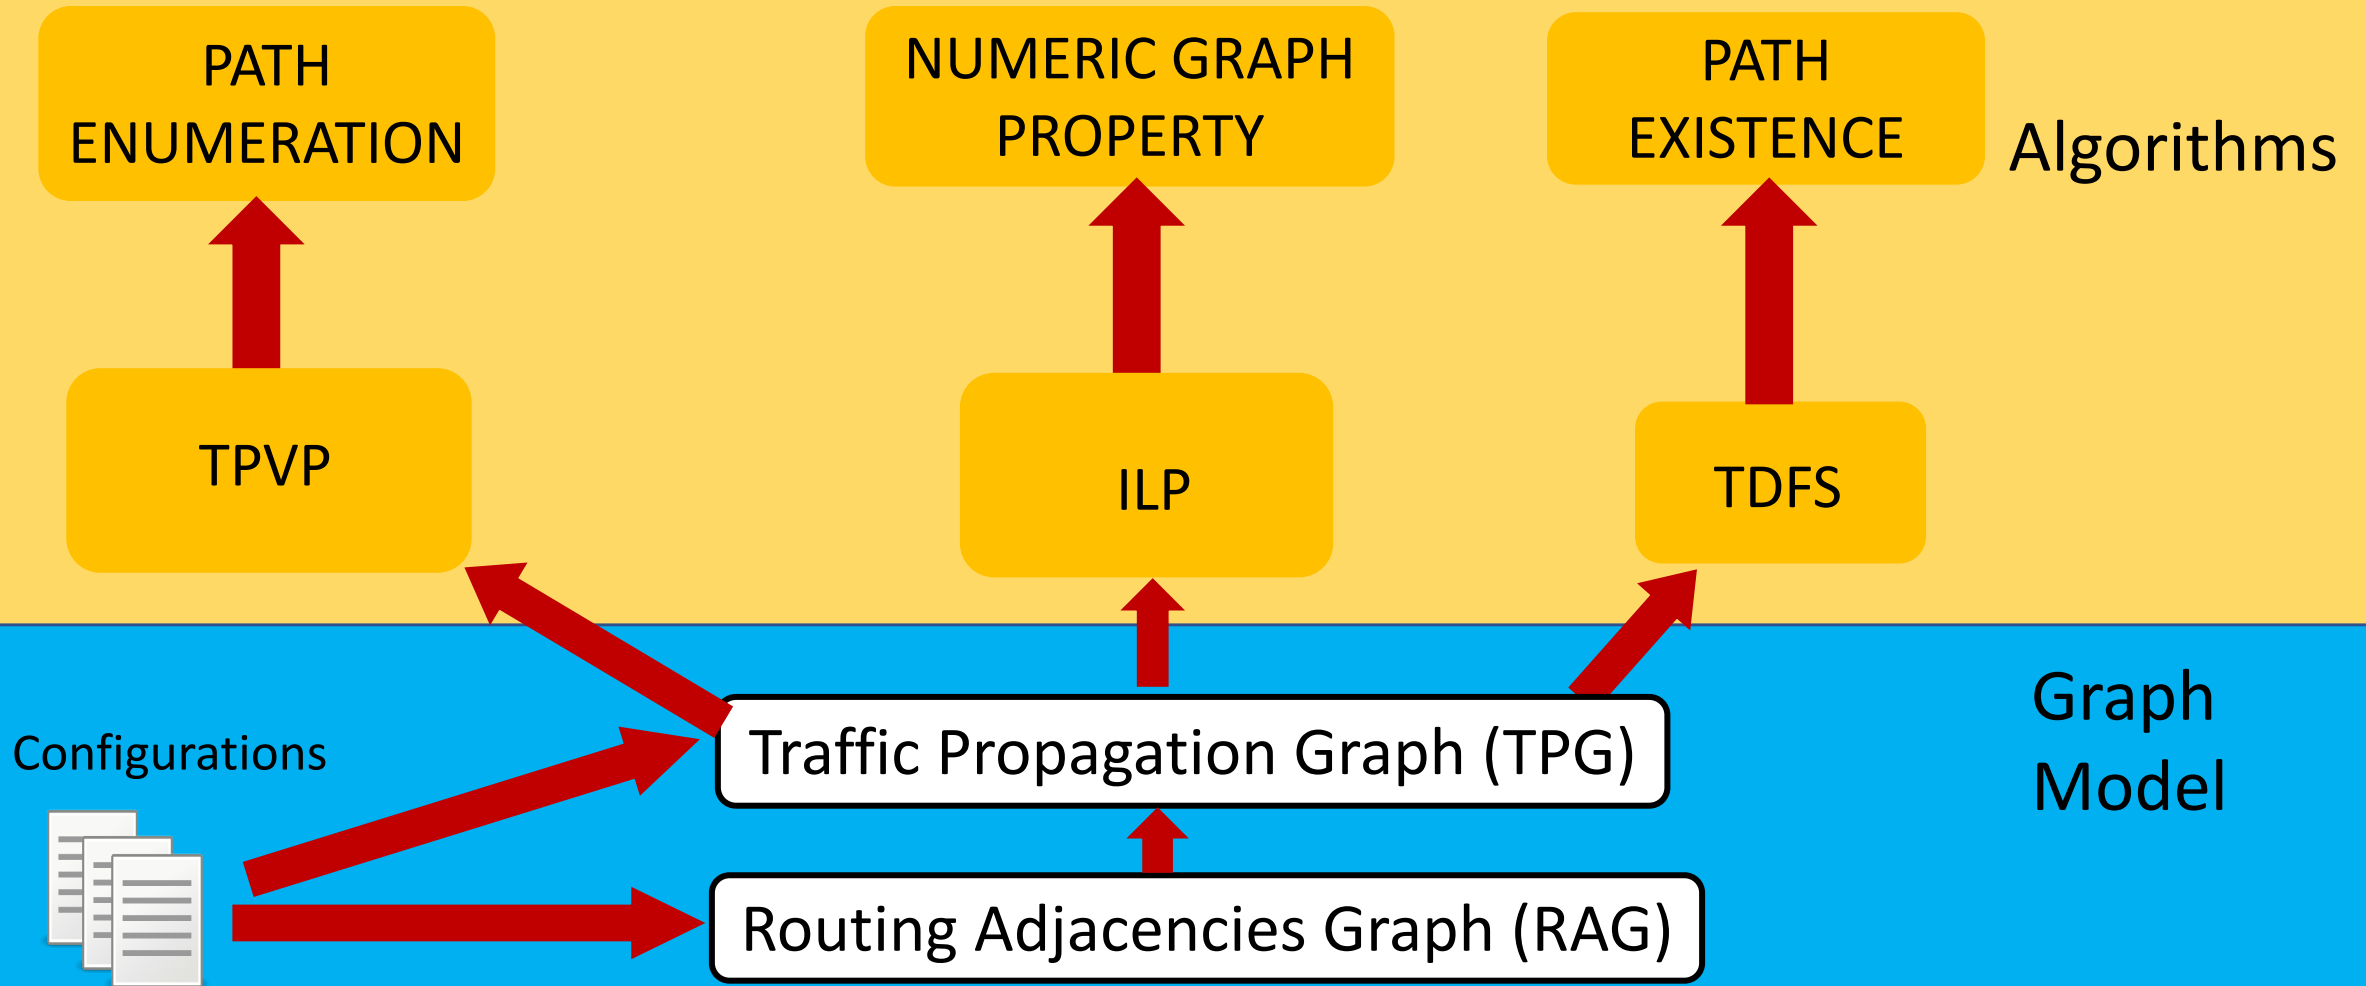 PATH
ENUMERATION
NUMERIC GRAPH
PROPERTY
PATH
EXISTENCE
Algorithms
TPVP
ILP
TDFS
Graph
Model
Configurations
Traffic Propagation Graph (TPG)
Routing Adjacencies Graph (RAG)